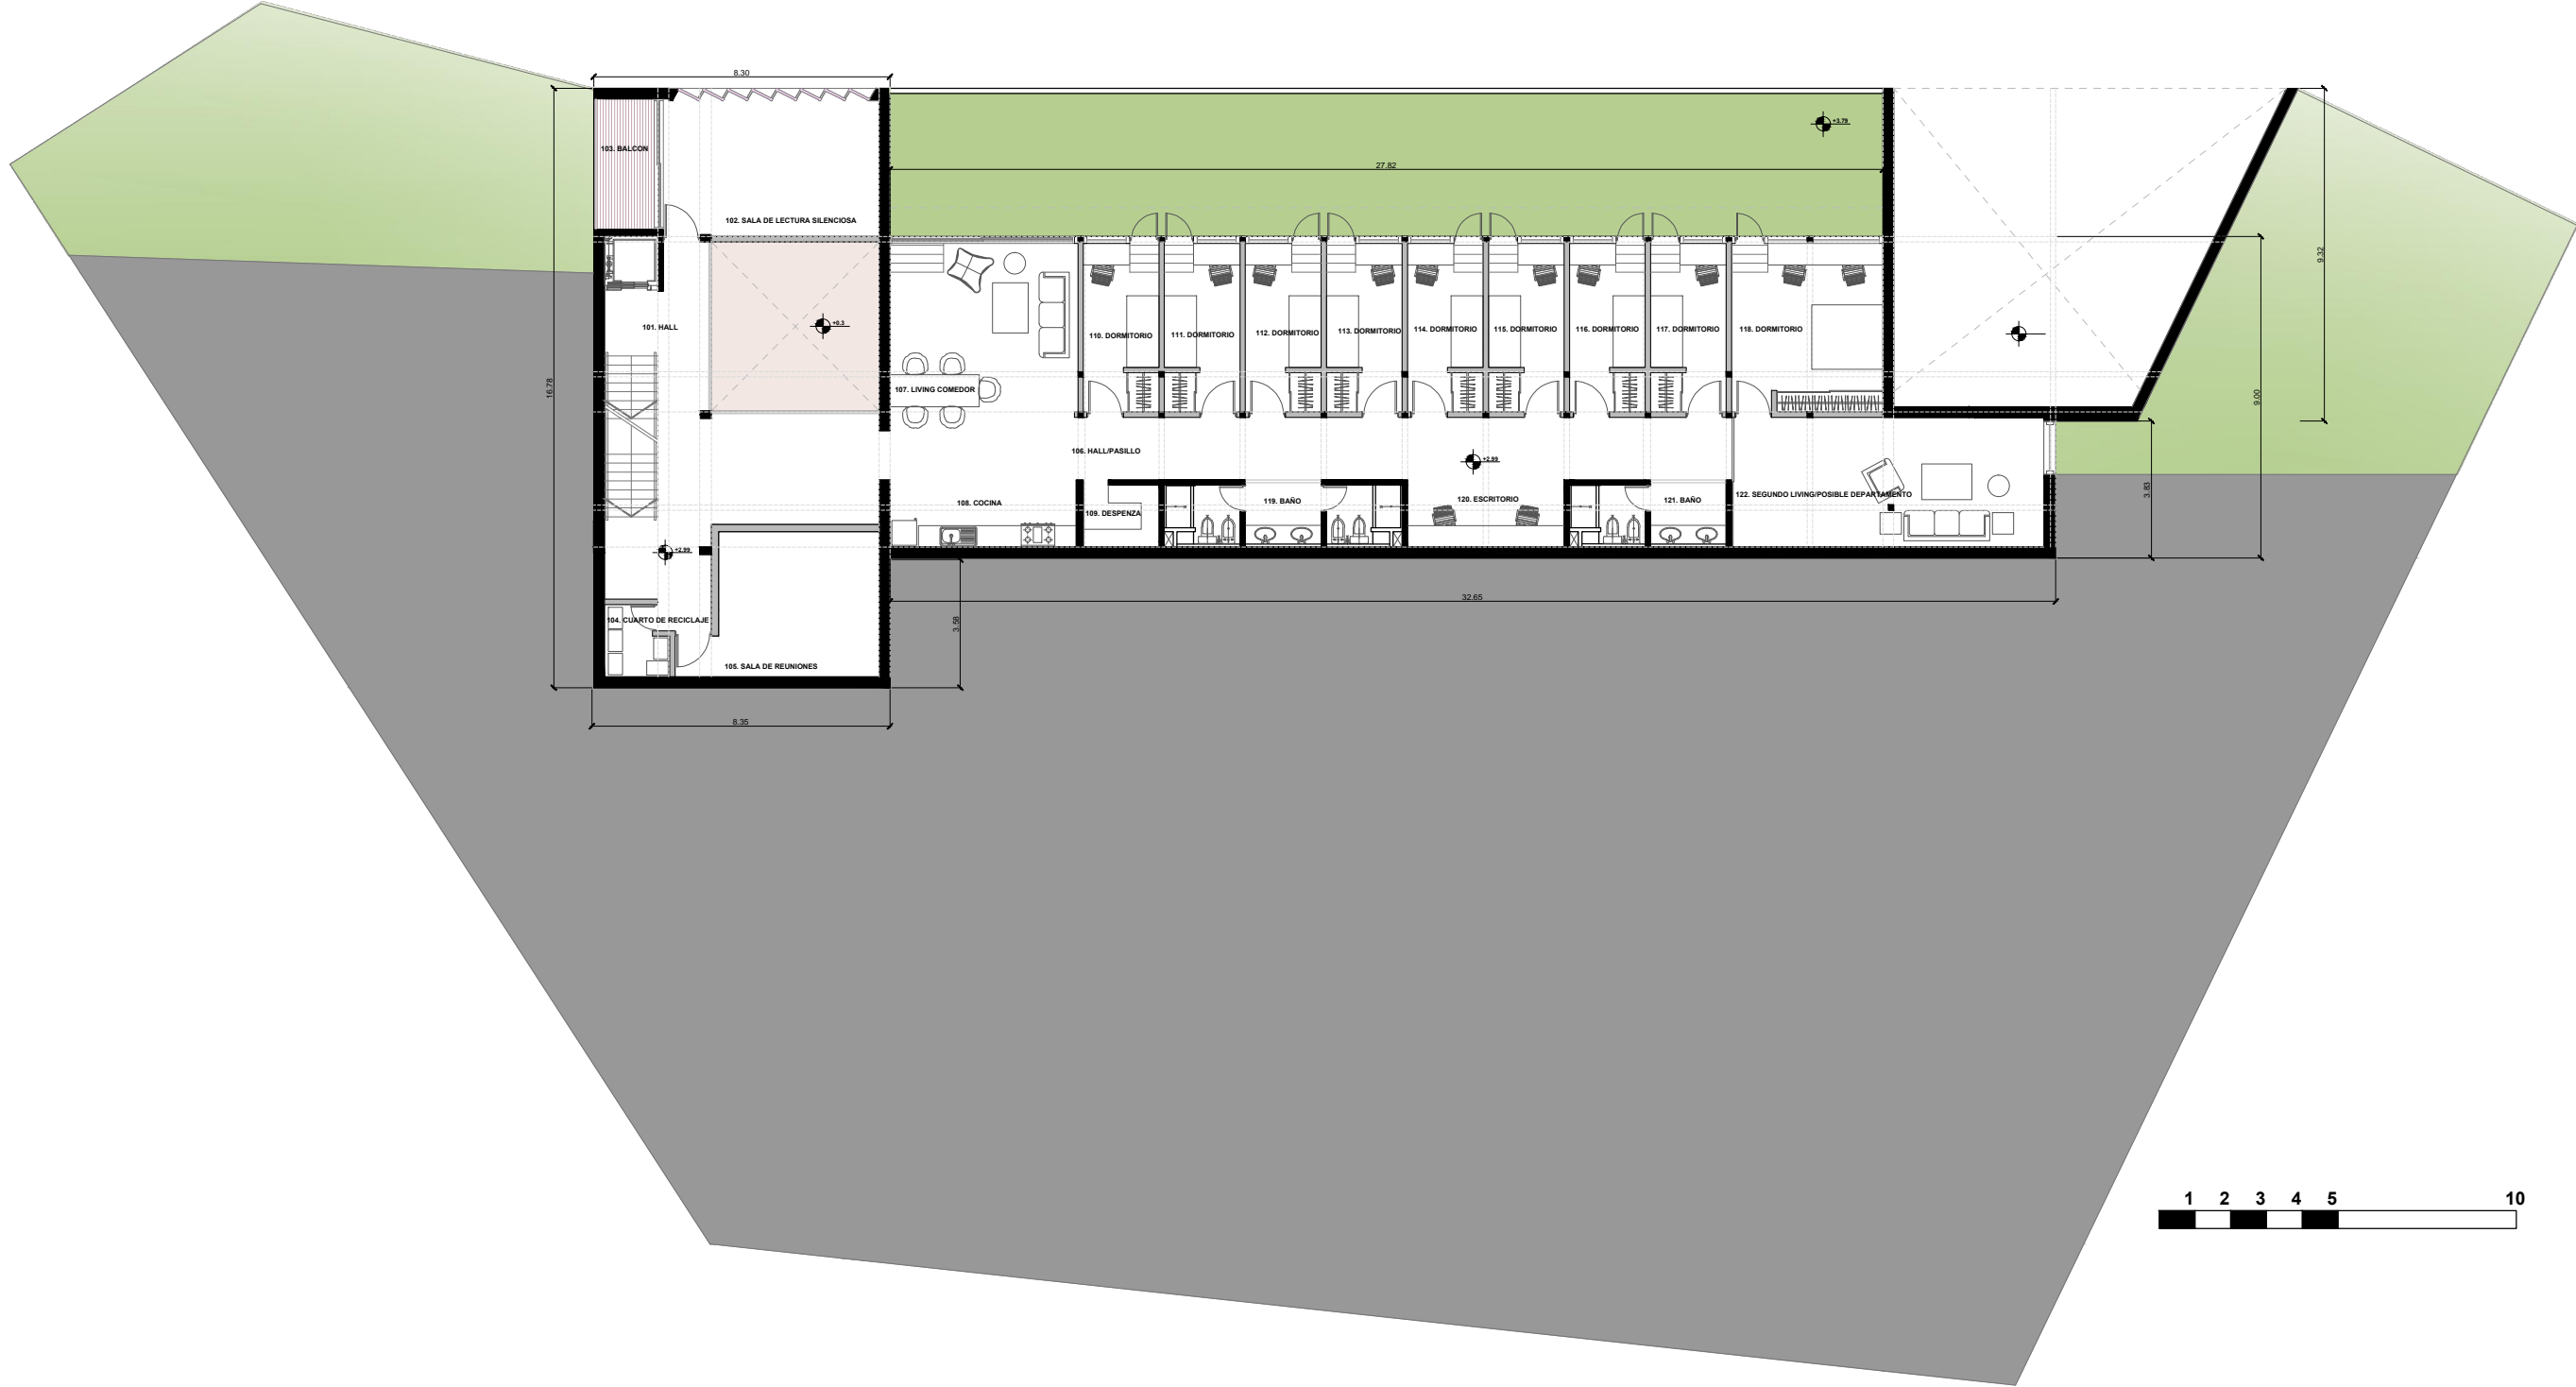 8.30
+3.79
103. BALCON
27.82
102. SALA DE LECTURA SILENCIOSA
9.32
101. HALL
+0.3
110. DORMITORIO
111. DORMITORIO
112. DORMITORIO
113. DORMITORIO
114. DORMITORIO
115. DORMITORIO
116. DORMITORIO
117. DORMITORIO
118. DORMITORIO
16.78
107. LIVING COMEDOR
9.00
106. HALL/PASILLO
+2.99
108. COCINA
109. DESPENZA
119. BAÑO
120. ESCRITORIO
121. BAÑO
122. SEGUNDO LIVING/POSIBLE DEPARTAMENTO
3.83
+2.99
32.65
3.58
104. CUARTO DE RECICLAJE
105. SALA DE REUNIONES
8.35
1 2 3 4 5 10